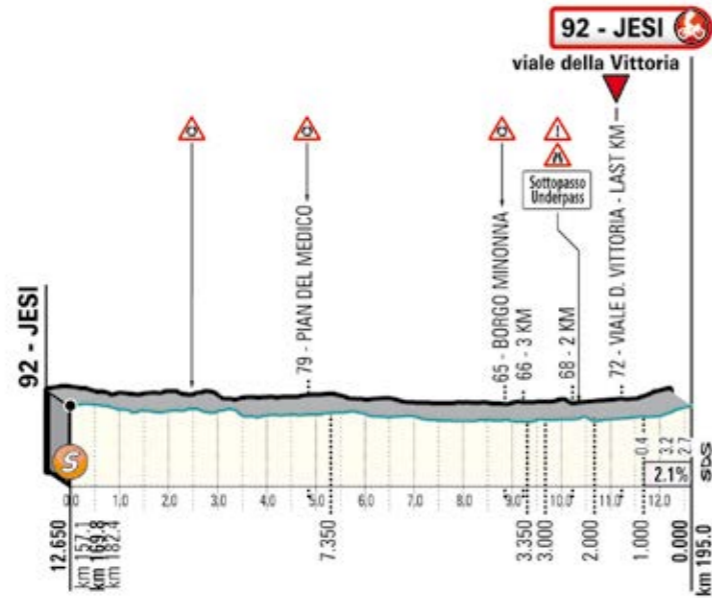 92 - JESI
viale della Vittoria
Sottopasso
Underpass
79 - PIAN DEL MEDICO
65 - BORGO MINONNA
66 - 3 KM
68 - 2 KM
72 - VIALE D. VITTORIA - LAST KM
92 - JESI
S
0.4
3.2
2.7
2.1%
SDS
0.0
1.0
2.0
3.0
4.0
5.0
6.0
7.0
8.0
9.0
10.0
11.0
12.0
12.650
km 157.1
km 169.8
km 182.4
7.350
3.350
3.000
2.000
1.000
0.000
km 195.0